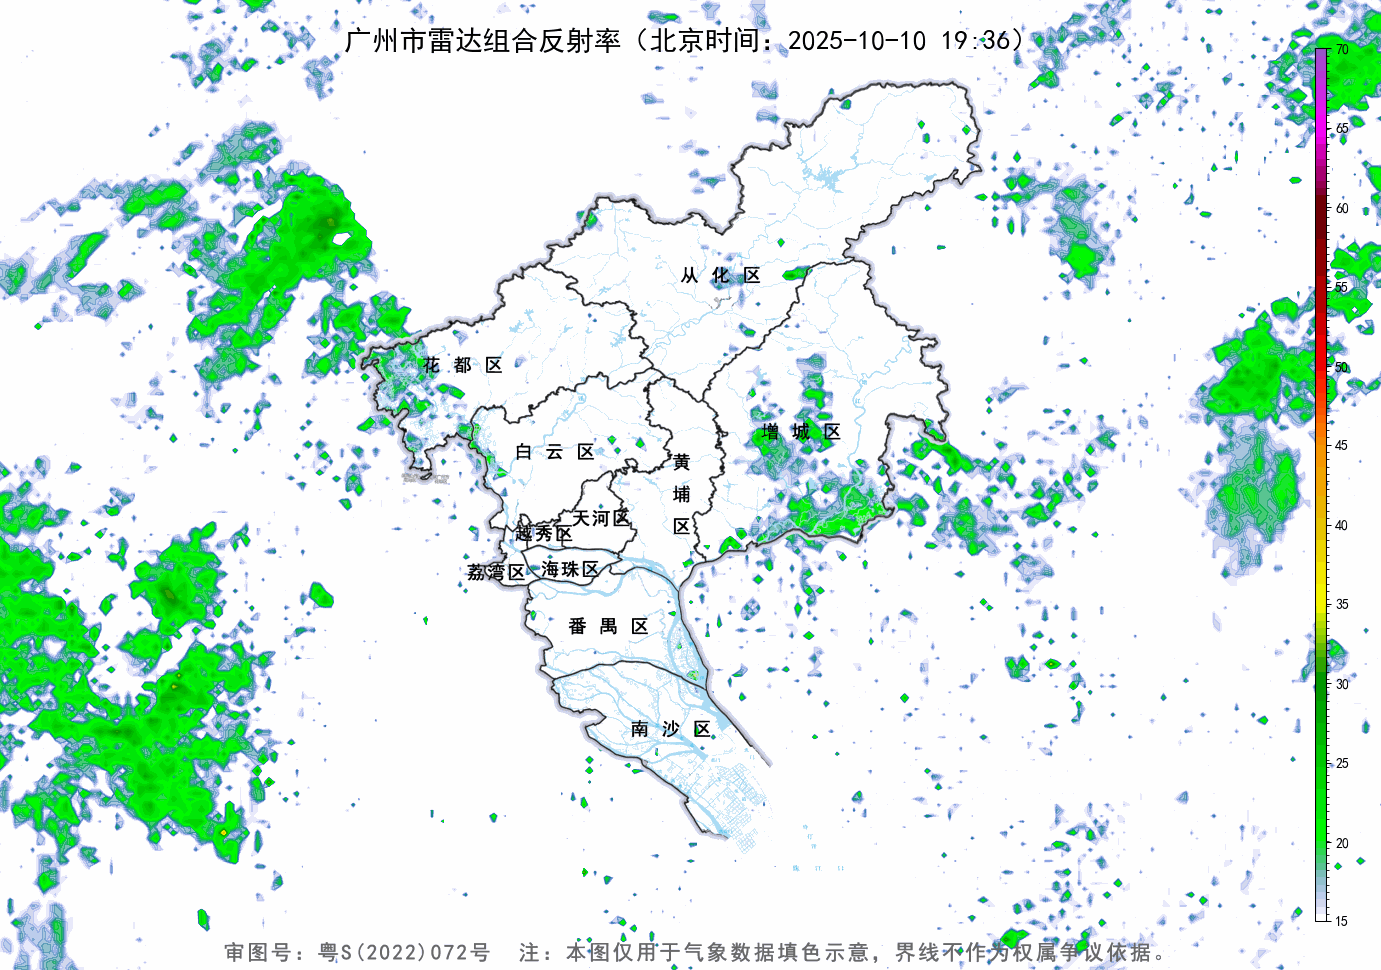 广州市雷达组合反射率（北京时间：2025-10-10 19:36）
70
65
60
55
50
45
40
35
30
25
20
15
从化区
花都区
增城区
白云区
黄埔区
天河区
越秀区
海珠区
荔湾区
番禺区
南沙区
审图号：粤S(2022)072号 注：本图仅用于气象数据填色示意，界线不作为权属争议依据。